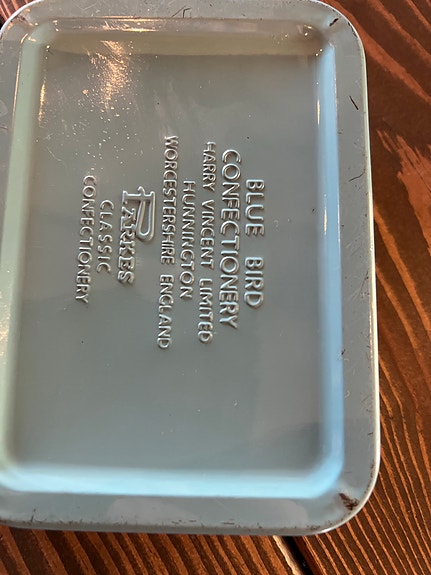 BLUE BIRD
CONFECTIONERY
HARRY VINCENT LIMITED
HUNNINGTON
WORCESTERSHIRE ENGLAND
PARKES
CLASSIC
CONFECTIONERY